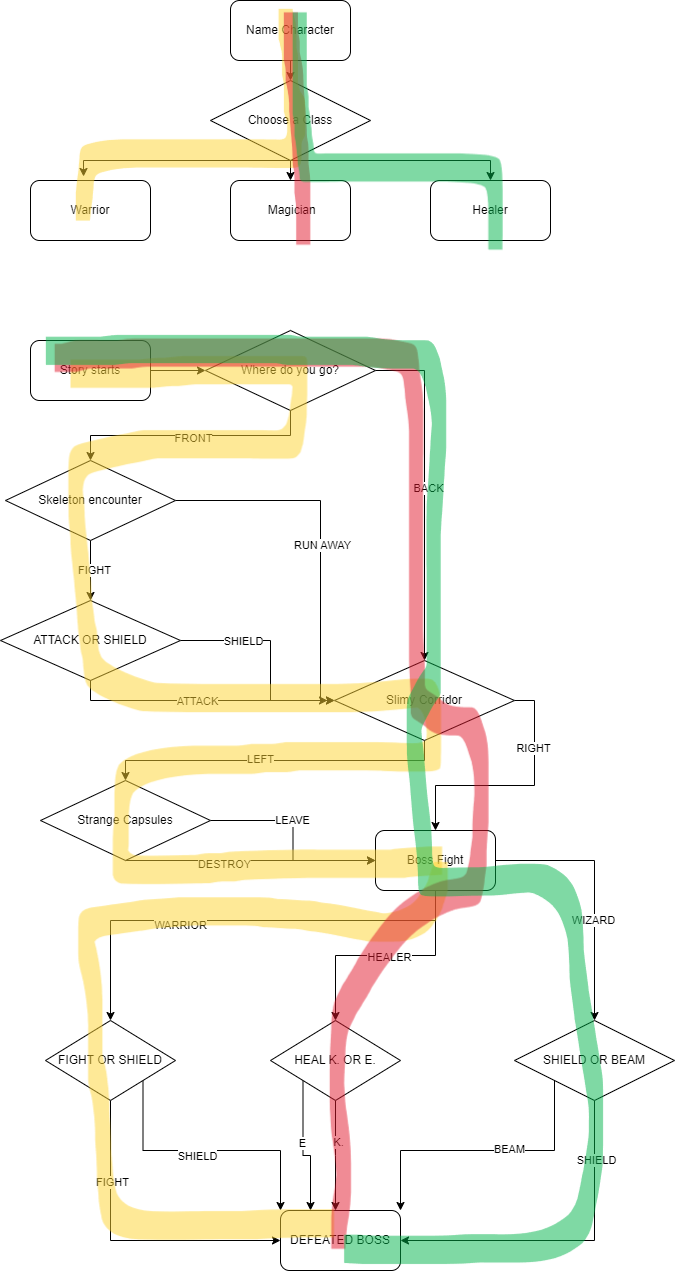 Name Character
Choose a Class
Warrior
Magician
Healer
Story starts
Where do you go?
FRONT
BACK
Skeleton encounter
RUN AWAY
FIGHT
ATTACK OR SHIELD
SHIELD
ATTACK
Slimy Corridor
RIGHT
LEFT
Strange Capsules
LEAVE
DESTROY
Boss Fight
WARRIOR
HEALER
WIZARD
FIGHT OR SHIELD
HEAL K. OR E.
SHIELD OR BEAM
E
K.
SHIELD
BEAM
SHIELD
FIGHT
DEFEATED BOSS